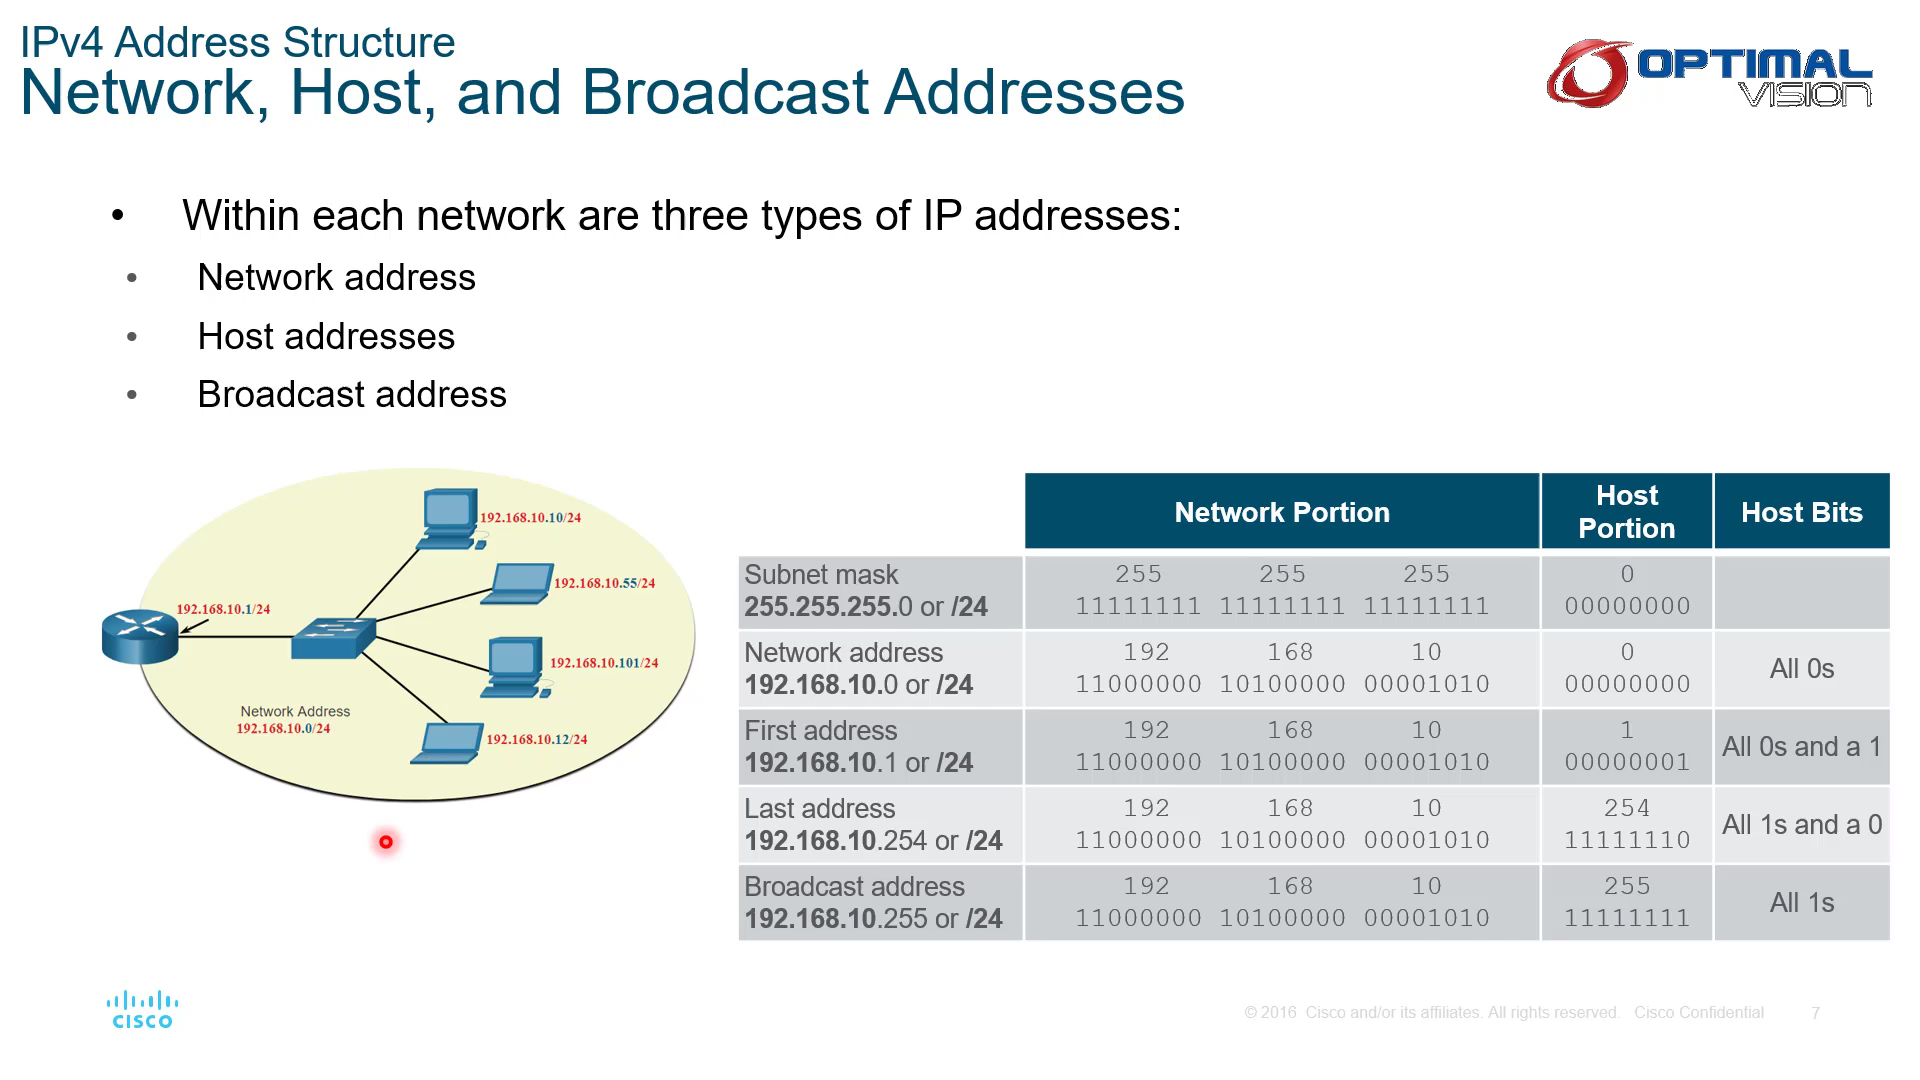 IPv4 Address Structure
Network, Host, and Broadcast Addresses
OPTIMAL
VISION
• Within each network are three types of IP addresses:
• Network address
• Host addresses
• Broadcast address
192.168.10.10/24
192.168.10.55/24
192.168.10.1/24
192.168.10.101/24
Network Address
192.168.10.0/24
192.168.10.12/24
Network Portion Host Portion Host Bits
Subnet mask 255 255 255 0
255.255.255.0 or /24 11111111 11111111 11111111 00000000
Network address 192 168 10 0
192.168.10.0 or /24 11000000 10100000 00001010 00000000 All 0s
First address 192 168 10 1
192.168.10.1 or /24 11000000 10100000 00001010 00000001 All 0s and a 1
Last address 192 168 10 254
192.168.10.254 or /24 11000000 10100000 00001010 11111110 All 1s and a 0
Broadcast address 192 168 10 255
192.168.10.255 or /24 11000000 10100000 00001010 11111111 All 1s
CISCO
© 2016 Cisco and/or its affiliates. All rights reserved. Cisco Confidential 7